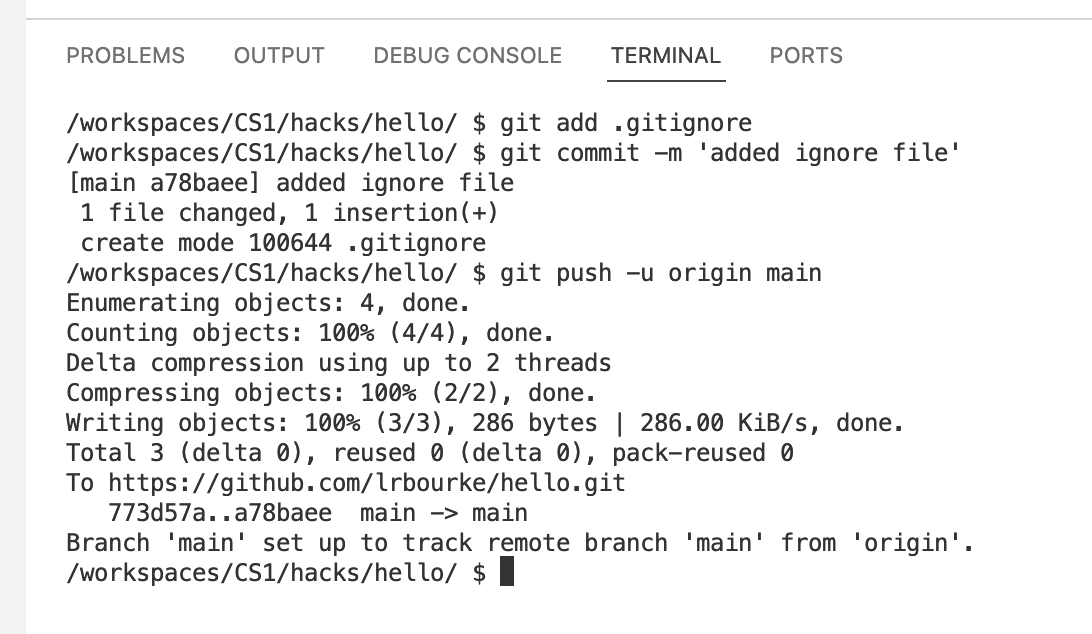 PROBLEMS OUTPUT DEBUG CONSOLE TERMINAL PORTS
/workspaces/CS1/hacks/hello/ $ git add .gitignore
/workspaces/CS1/hacks/hello/ $ git commit -m 'added ignore file'
[main a78baee] added ignore file
 1 file changed, 1 insertion(+)
 create mode 100644 .gitignore
/workspaces/CS1/hacks/hello/ $ git push -u origin main
Enumerating objects: 4, done.
Counting objects: 100% (4/4), done.
Delta compression using up to 2 threads
Compressing objects: 100% (2/2), done.
Writing objects: 100% (3/3), 286 bytes | 286.00 KiB/s, done.
Total 3 (delta 0), reused 0 (delta 0), pack-reused 0
To https://github.com/lrbourke/hello.git
   773d57a..a78baee  main -> main
Branch 'main' set up to track remote branch 'main' from 'origin'.
/workspaces/CS1/hacks/hello/ $